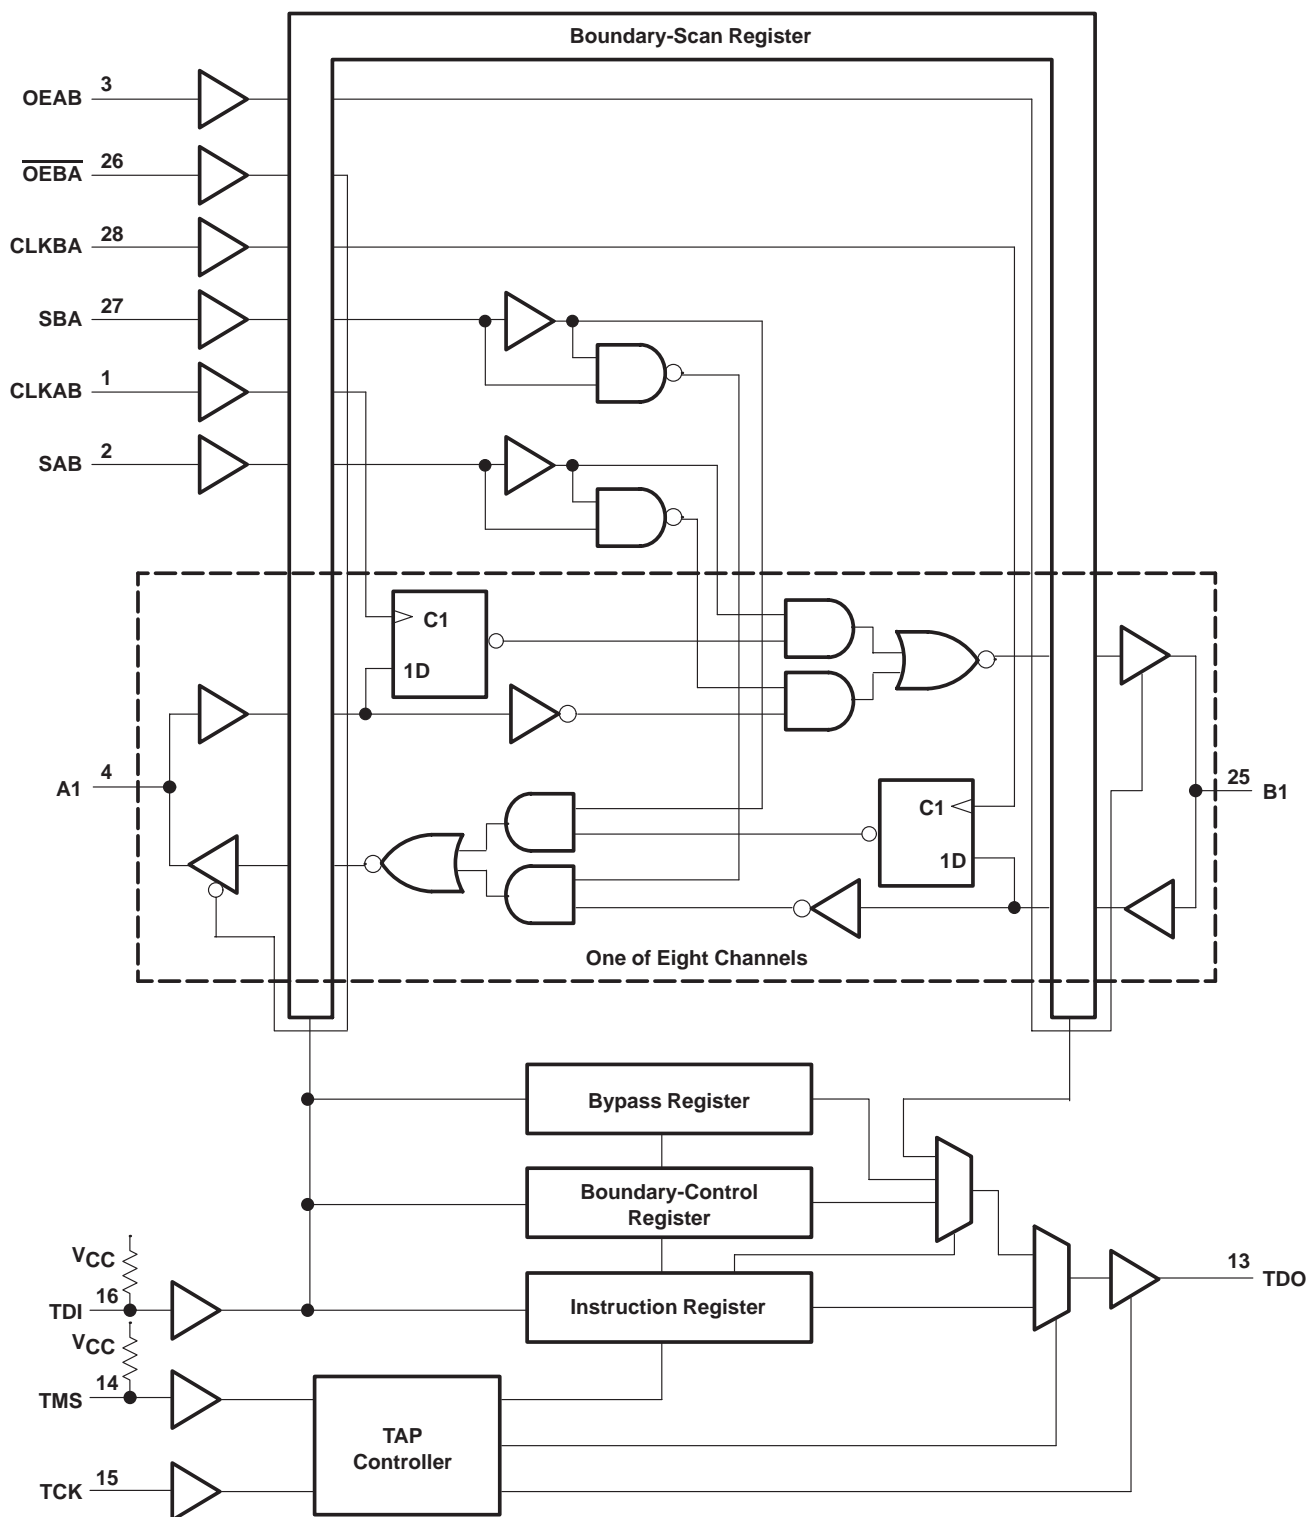 Boundary-Scan Register
OEAB 3
OEBA 26
CLKBA 28
SBA 27
CLKAB 1
SAB 2
C1
1D
A1 4
C1
1D
25 B1
One of Eight Channels
Bypass Register
Boundary-Control
Register
VCC
TDI 16
Instruction Register
13 TDO
VCC
TMS 14
TAP
Controller
TCK 15